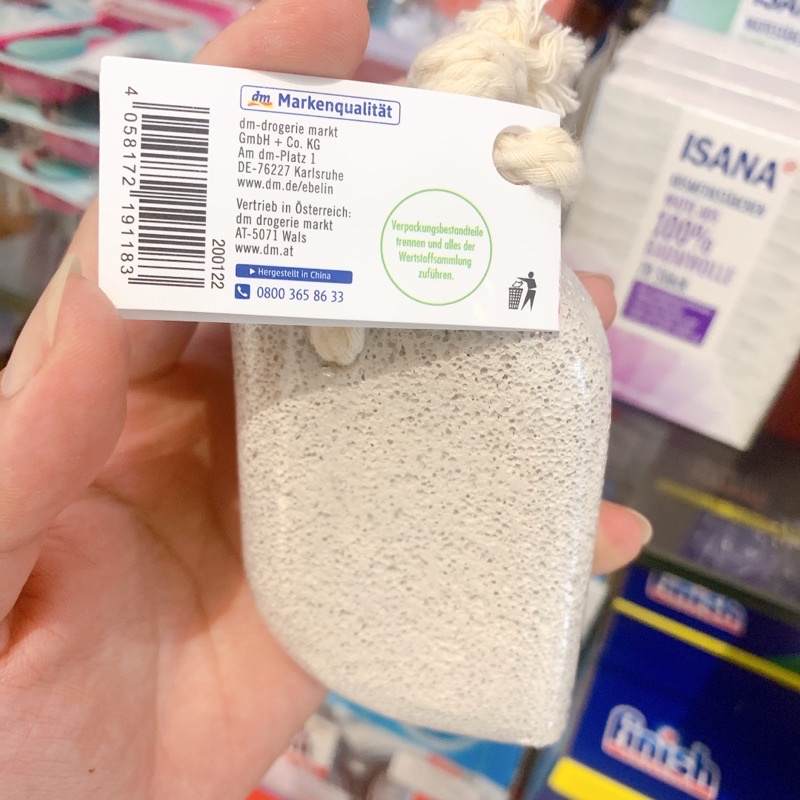 dm Markenqualität
dm-drogerie markt
GmbH + Co. KG
Am dm-Platz 1
DE-76227 Karlsruhe
www.dm.de/ebelin
Vertrieb in Österreich:
dm drogerie markt
AT-5071 Wals
www.dm.at
Hergestellt in China
0800 365 86 33
4 058172 191183
200122
Verpackungsbestandteile
trennen und alles der
Wertstoffsammlung
zuführen.
ISANA
100%
finish
finish